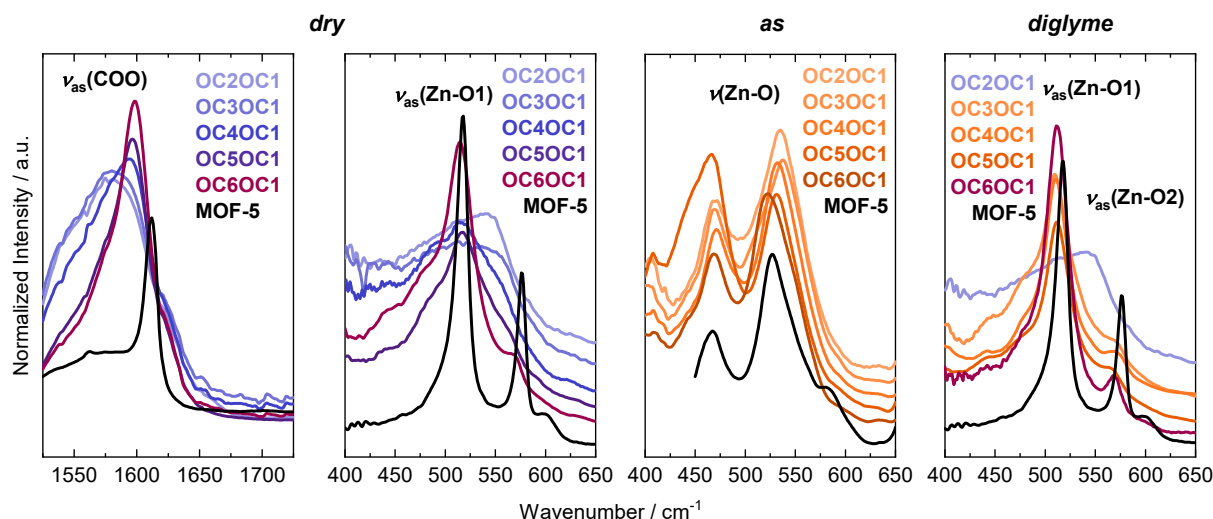 dry
as
diglyme
νas(COO)
OC2OC1
OC3OC1
OC4OC1
OC5OC1
OC6OC1
MOF-5
νas(Zn-O1)
OC2OC1
OC3OC1
OC4OC1
OC5OC1
OC6OC1
MOF-5
ν(Zn-O)
OC2OC1
OC3OC1
OC4OC1
OC5OC1
OC6OC1
MOF-5
OC2OC1
OC3OC1
OC4OC1
OC5OC1
OC6OC1
MOF-5
νas(Zn-O1)
νas(Zn-O2)
Normalized Intensity / a.u.
1550 1600 1650 1700
400 450 500 550 600 650
400 450 500 550 600 650
400 450 500 550 600 650
Wavenumber / cm-1